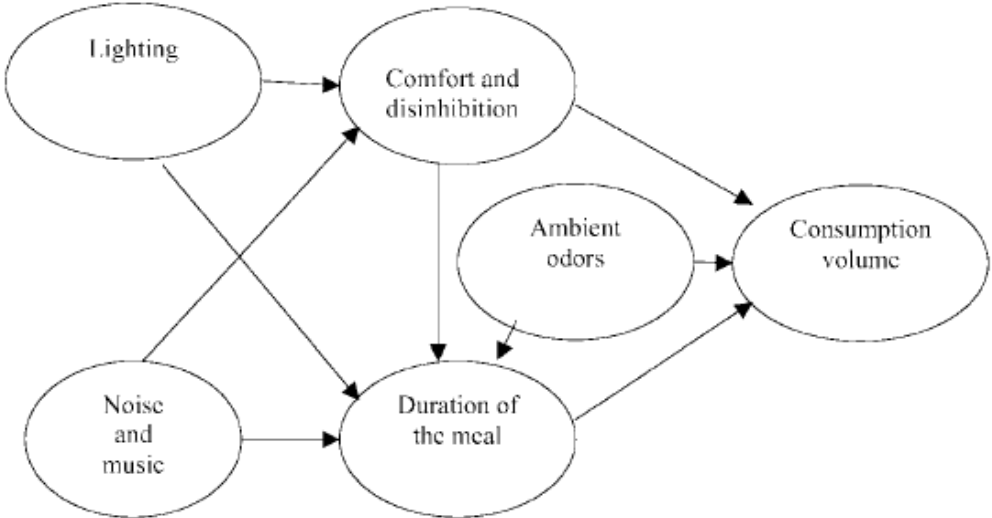 Lighting
Comfort and
disinhibition
Ambient
odors
Consumption
volume
Noise
and
music
Duration of
the meal